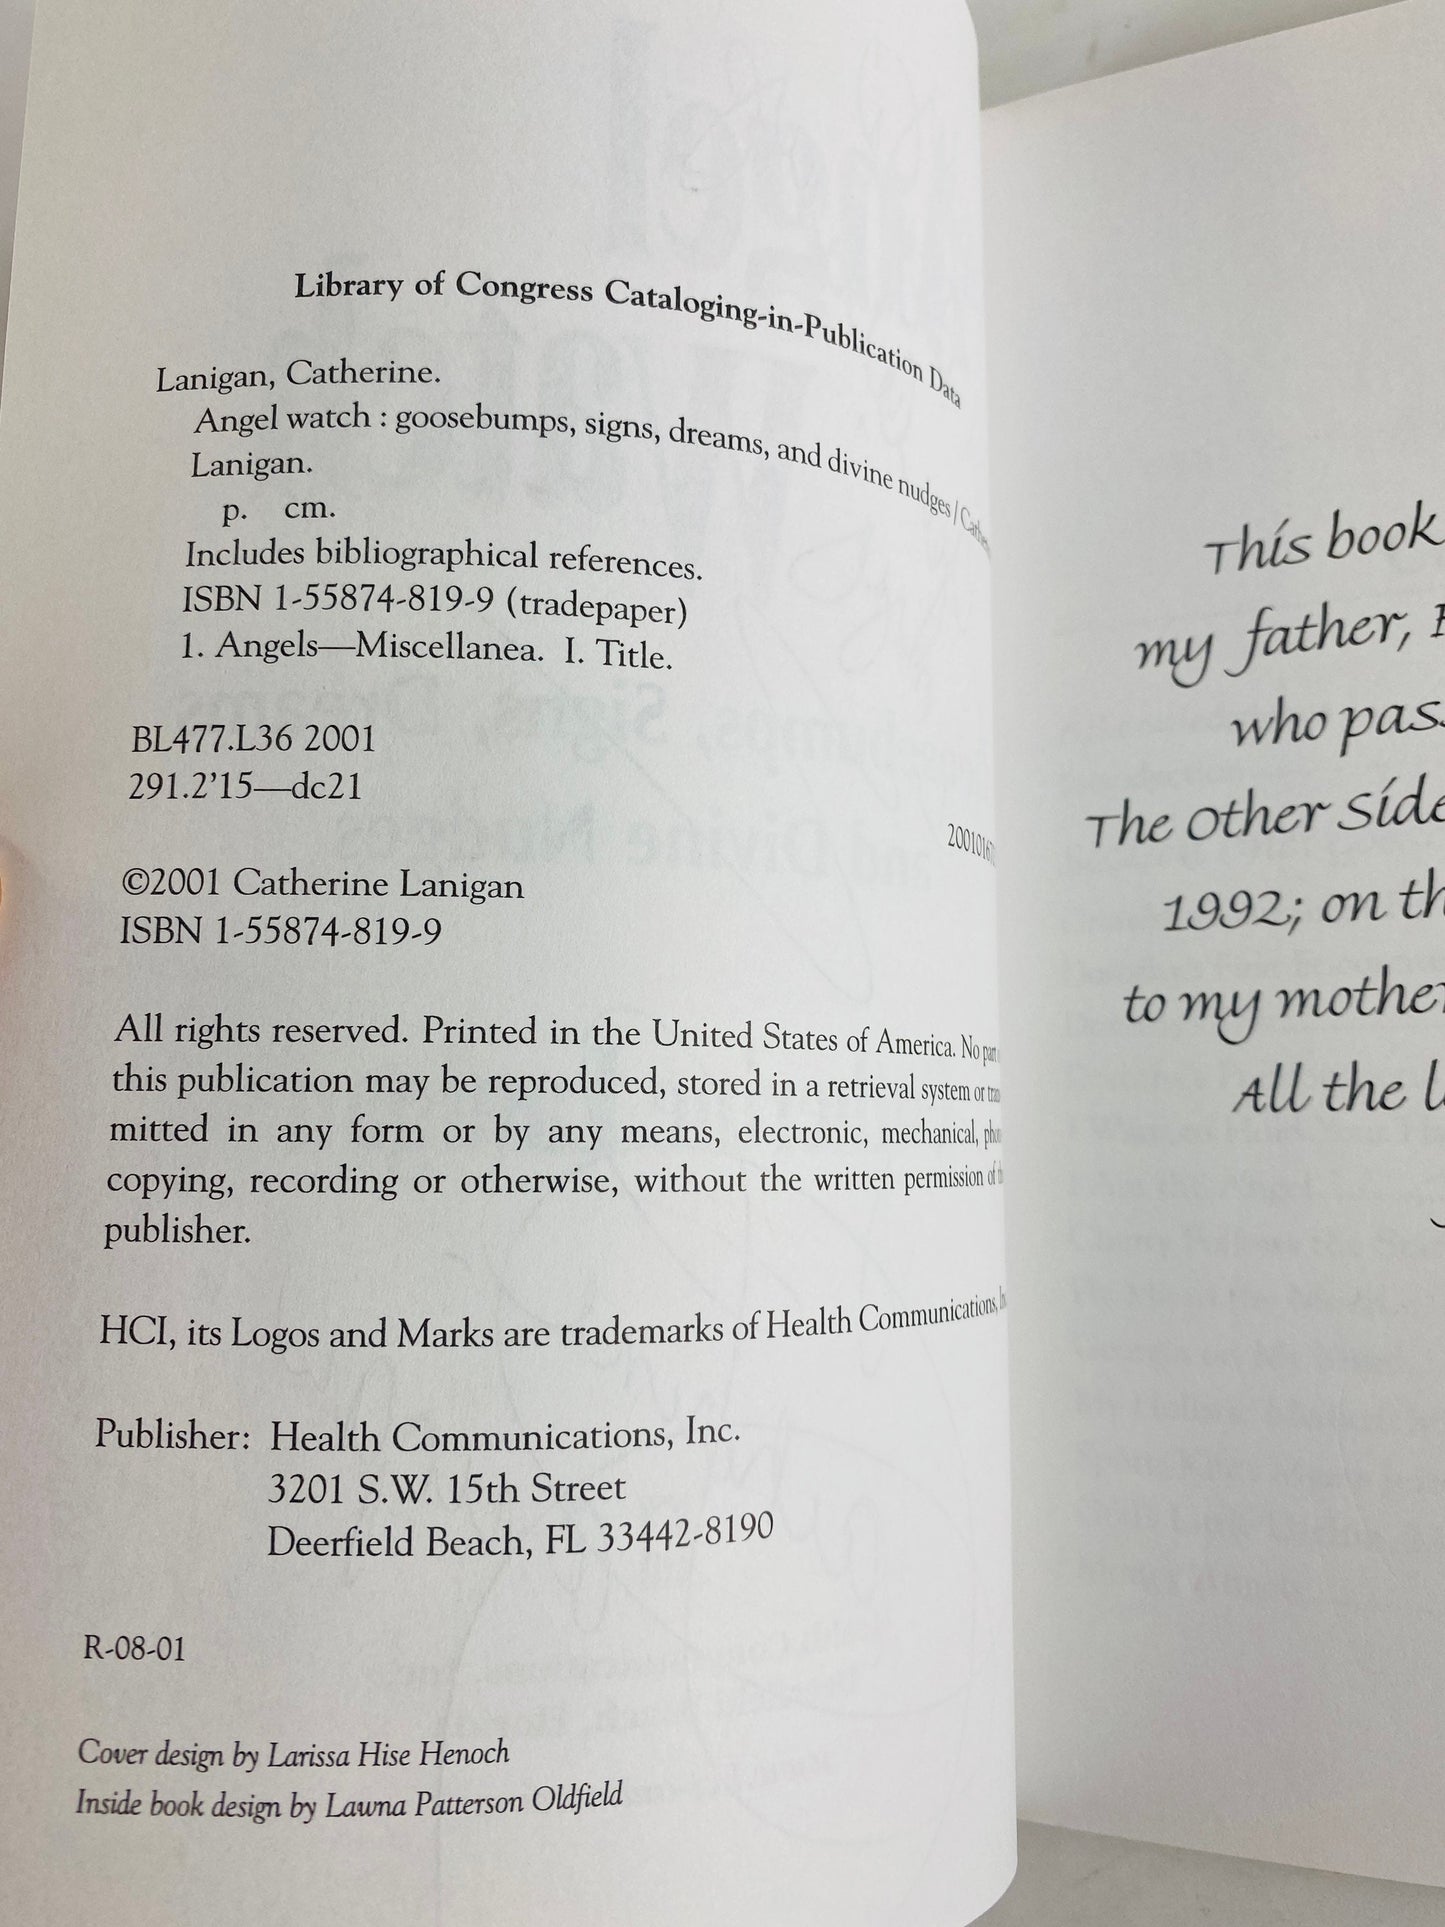 Library of Congress Cataloging-in-Publication Data
Lanigan, Catherine.
Angel watch : goosebumps, signs, dreams, and divine nudges /
Lanigan.
p. cm.
Includes bibliographical references.
ISBN 1-55874-819-9 (tradepaper)
1. Angels—Miscellanea. I. Title.
BL477.L36 2001
291.2'15—dc21
©2001 Catherine Lanigan
ISBN 1-55874-819-9
All rights reserved. Printed in the United States of America. No part
this publication may be reproduced, stored in a retrieval system or
mitted in any form or by any means, electronic, mechanical,
copying, recording or otherwise, without the written permission of
publisher.
HCI, its Logos and Marks are trademarks of Health Communications,
Publisher: Health Communications, Inc.
3201 S.W. 15th Street
Deerfield Beach, FL 33442-8190
R-08-01
Cover design by Larissa Hise Henoch
Inside book design by Lawna Patterson Oldfield
This book
my father,
who
The Other Side
1992; on
to my
All the